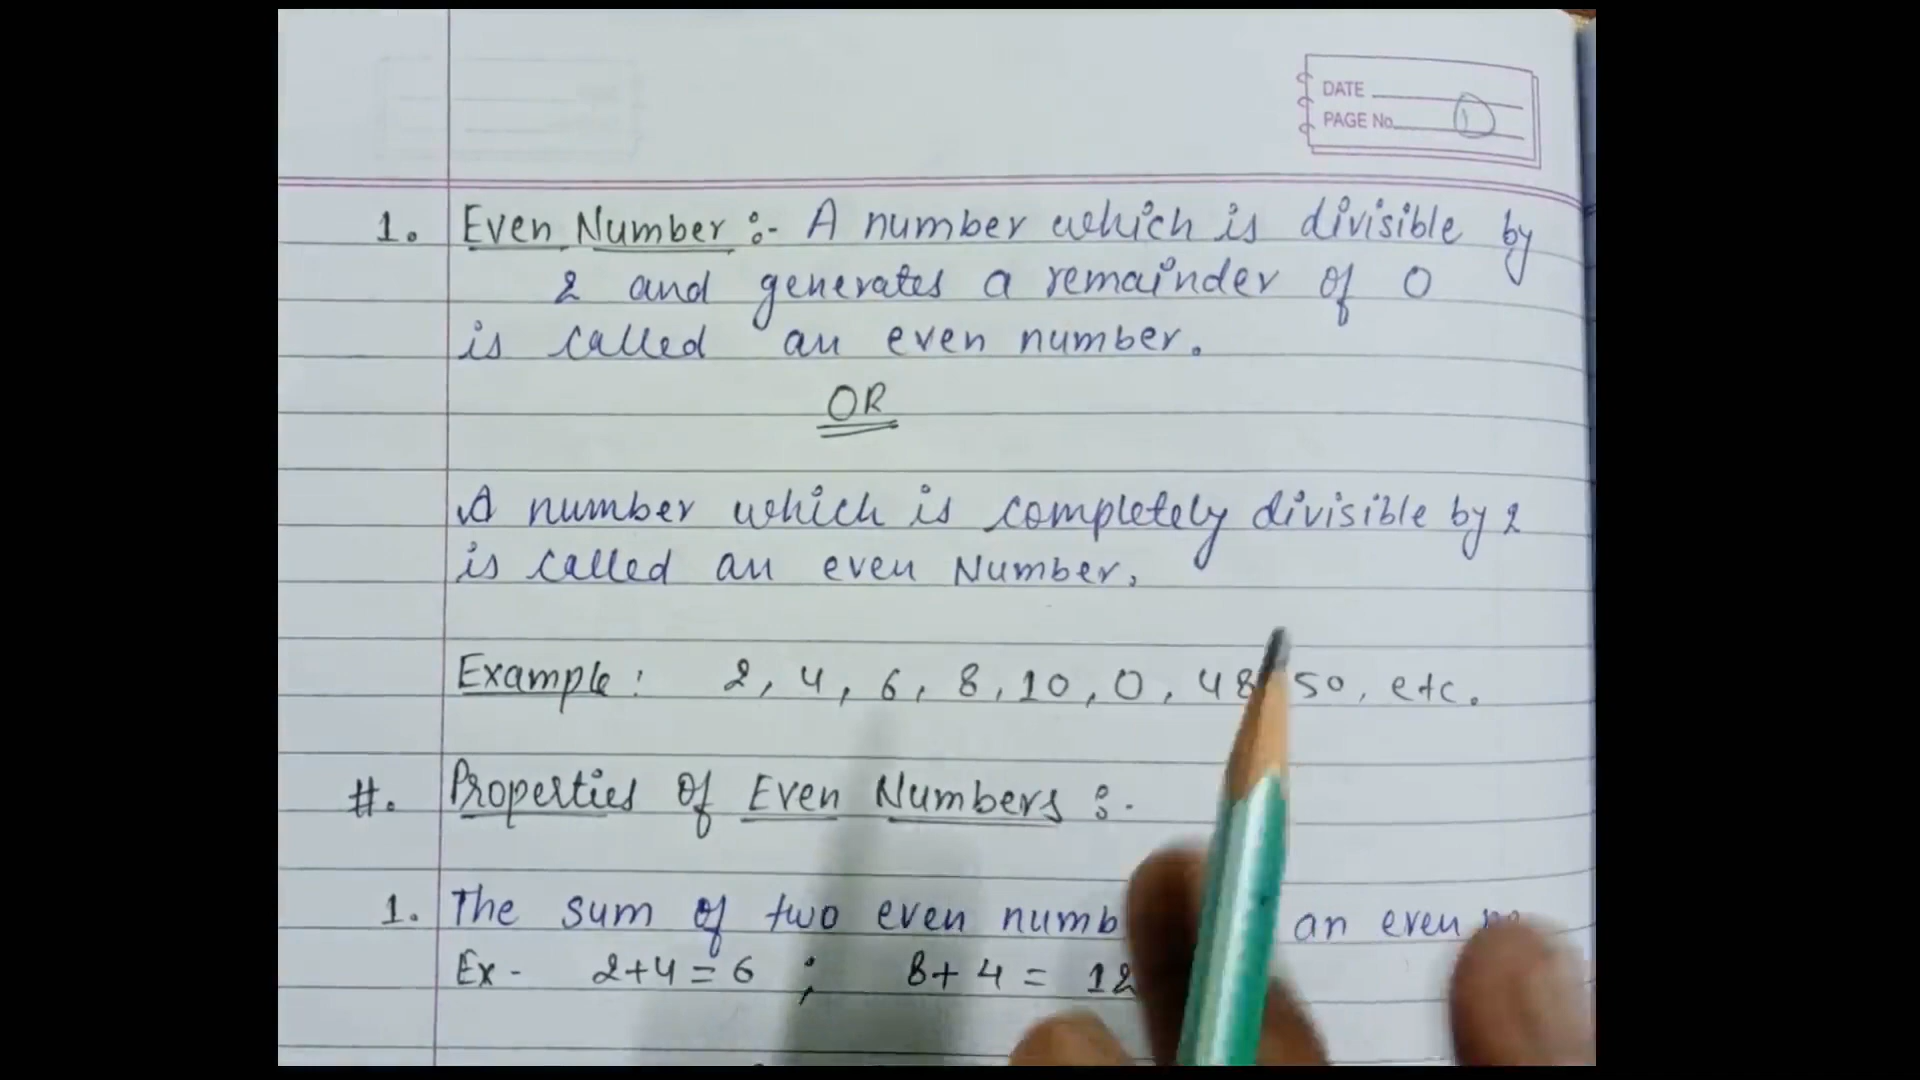 DATE
PAGE No. 1
1. Even Number :- A number which is divisible by
2 and generates a remainder of 0
is called an even number.
OR
A number which is completely divisible by 2
is called an even Number.
Example : 2, 4, 6, 8, 10, 0, 48 50, etc.
#. Properties of Even Numbers :-
1. The sum of two even an even
Ex - 2+4=6 ; 8+4 = 12